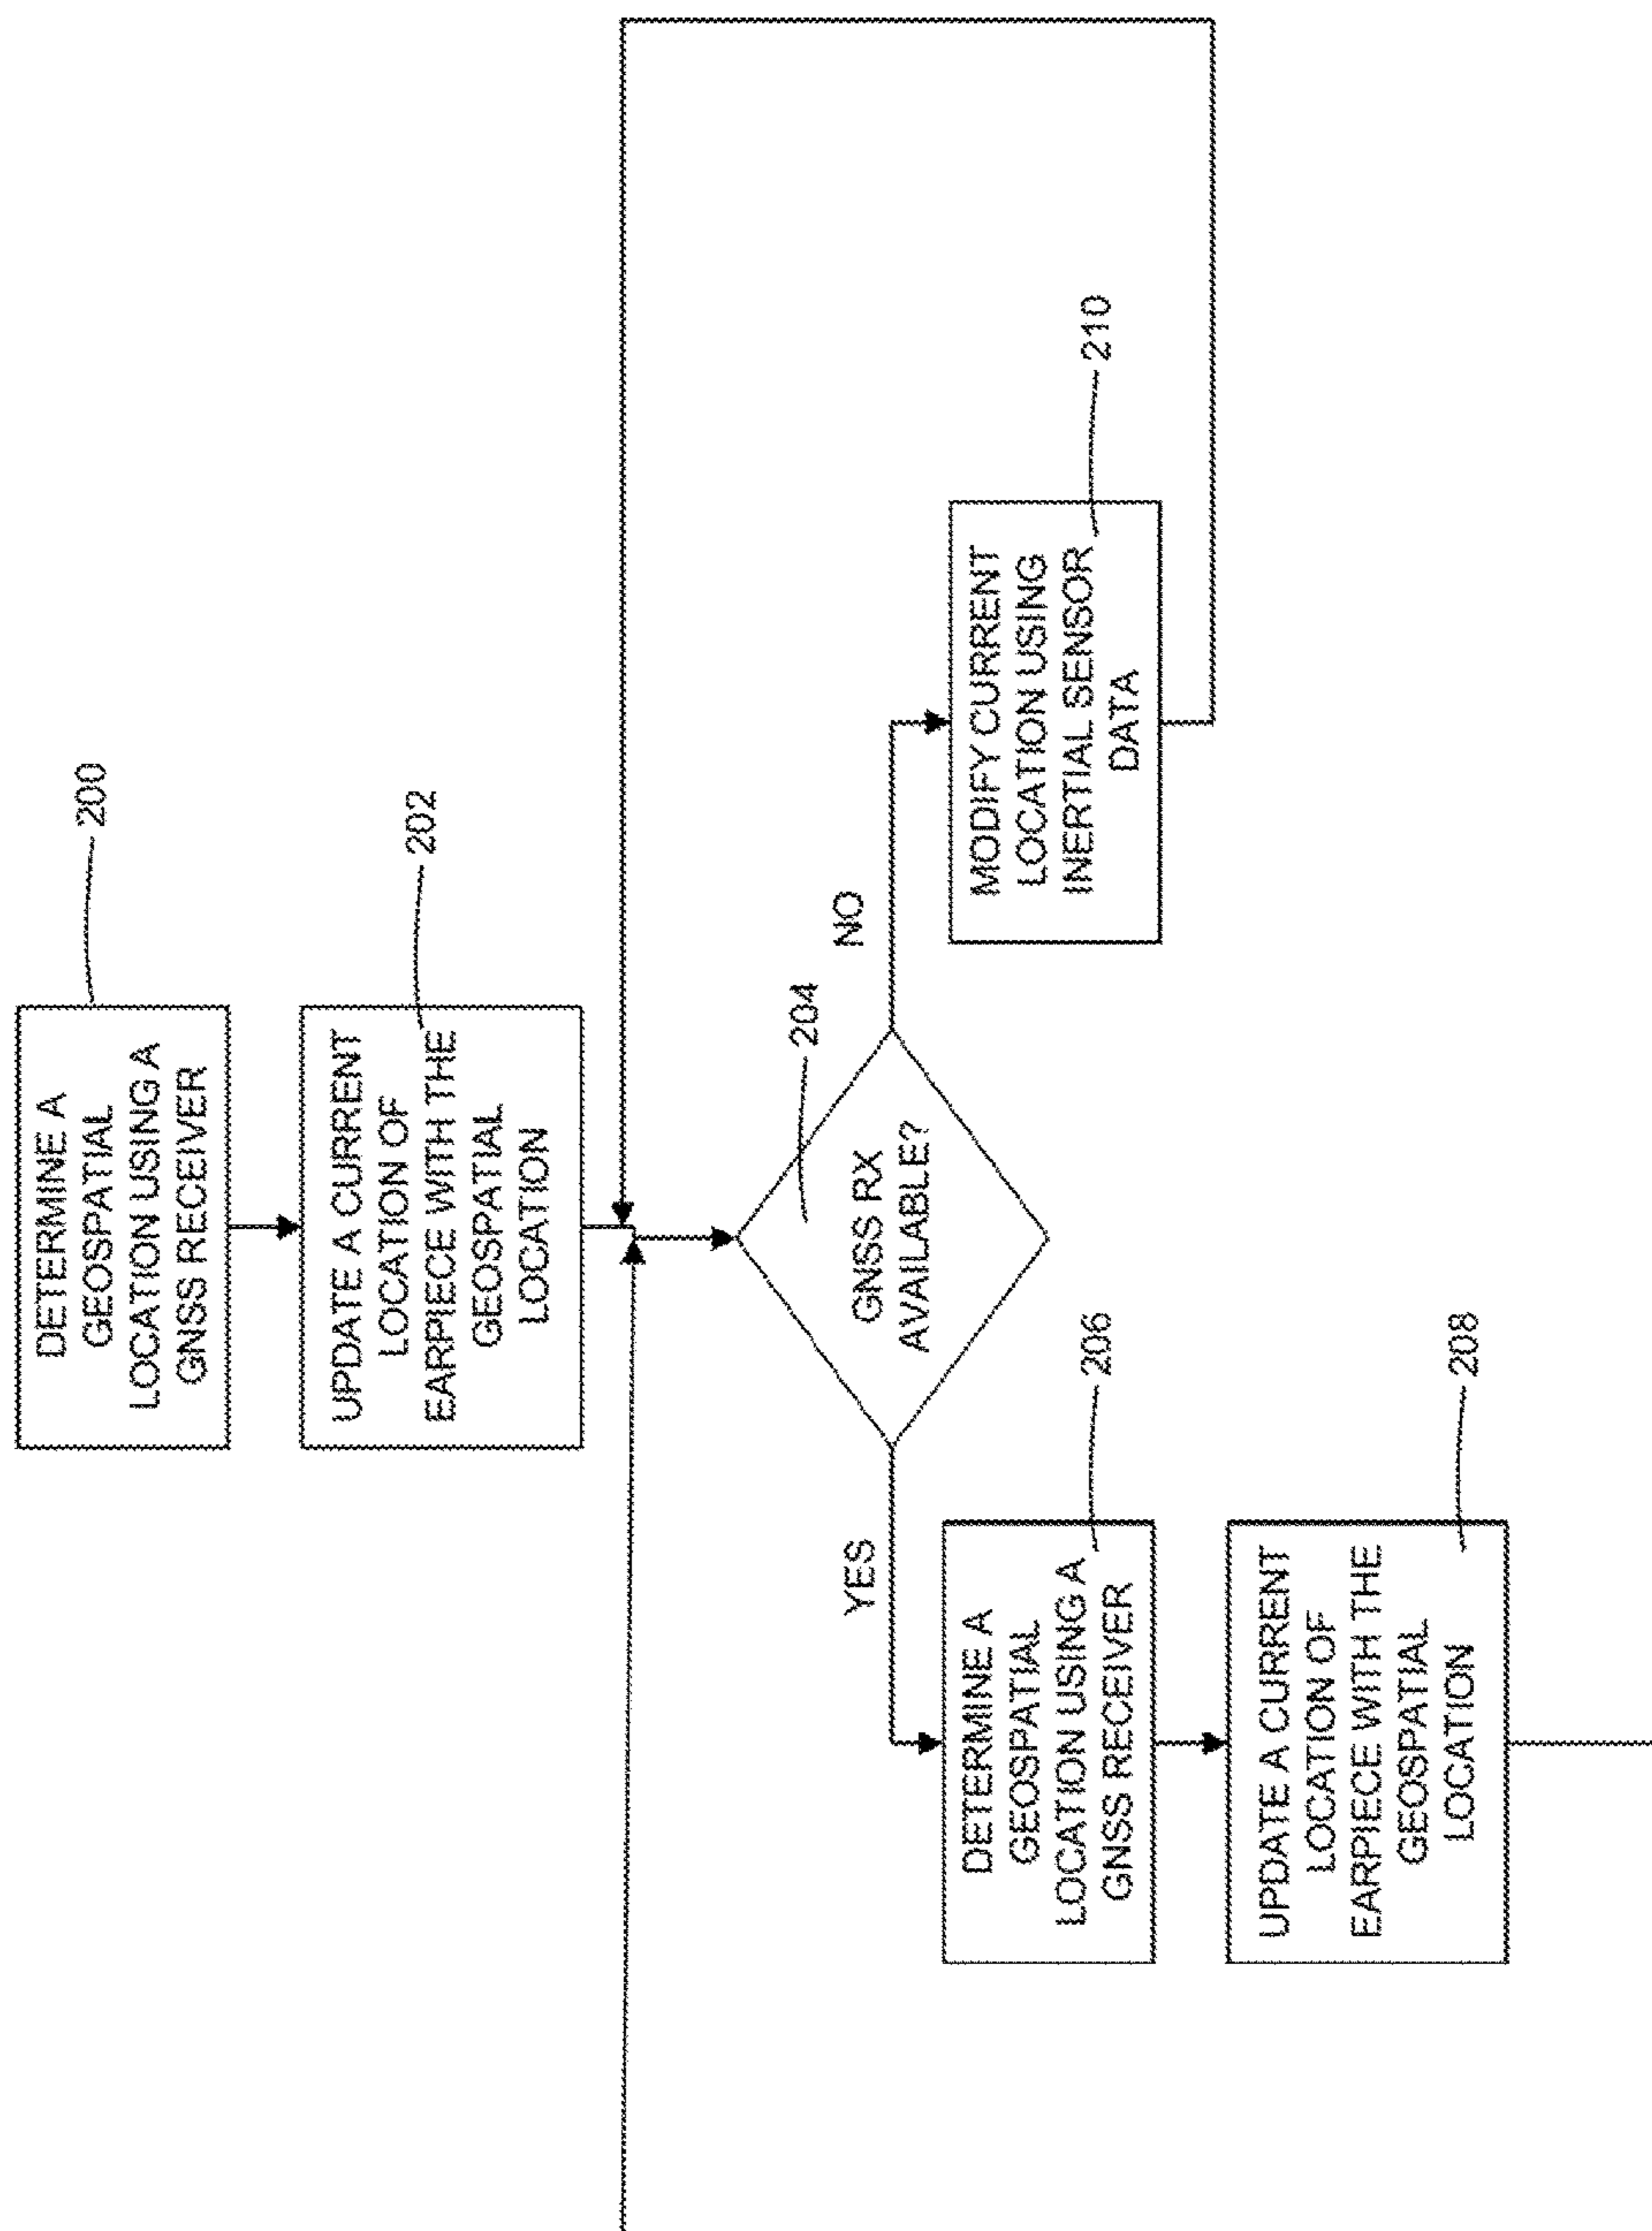 DETERMINE A
GEOSPATIAL
LOCATION USING A
GNSS RECEIVER
200
UPDATE A CURRENT
LOCATION OF
EARPIECE WITH THE
GEOSPATIAL
LOCATION
202
GNSS RX
AVAILABLE?
204
YES
NO
DETERMINE A
GEOSPATIAL
LOCATION USING A
GNSS RECEIVER
206
UPDATE A CURRENT
LOCATION OF
EARPIECE WITH THE
GEOSPATIAL
LOCATION
208
MODIFY CURRENT
LOCATION USING
INERTIAL SENSOR
DATA
210